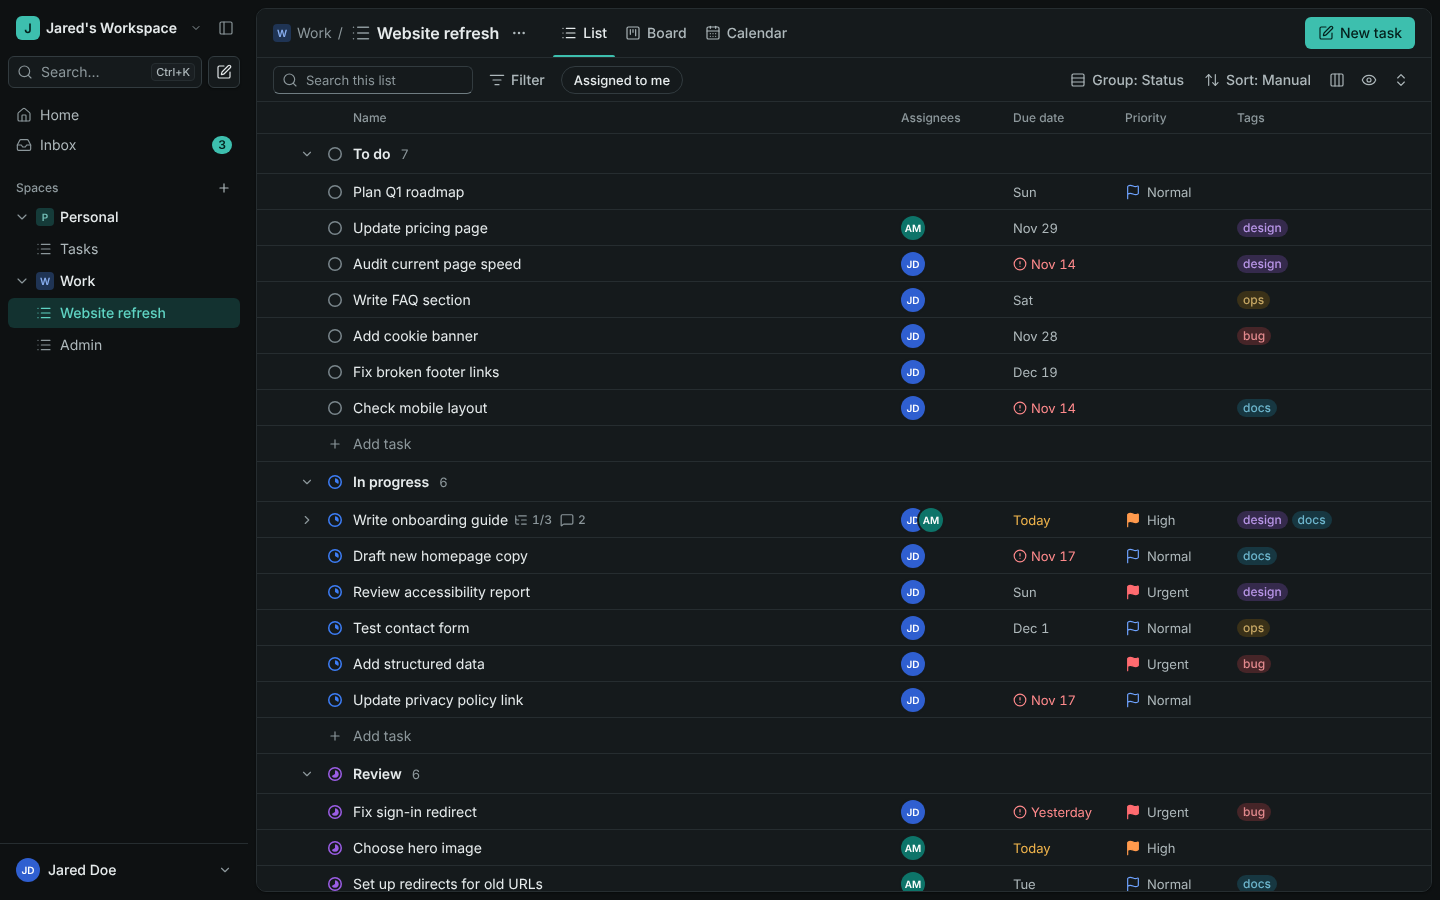 J Jared's Workspace
Search... Ctrl+K
Home
Inbox 3
Spaces
P Personal
Tasks
W Work
Website refresh
Admin
JD Jared Doe
W Work / Website refresh
List Board Calendar
New task
Search this list Filter Assigned to me Group: Status Sort: Manual
Name Assignees Due date Priority Tags
To do 7
Plan Q1 roadmap Sun Normal
Update pricing page AM Nov 29 design
Audit current page speed JD Nov 14 design
Write FAQ section JD Sat ops
Add cookie banner JD Nov 28 bug
Fix broken footer links JD Dec 19
Check mobile layout JD Nov 14 docs
Add task
In progress 6
Write onboarding guide 1/3 2 JD AM Today High design docs
Draft new homepage copy JD Nov 17 Normal docs
Review accessibility report JD Sun Urgent design
Test contact form JD Dec 1 Normal ops
Add structured data JD Urgent bug
Update privacy policy link JD Nov 17 Normal
Add task
Review 6
Fix sign-in redirect JD Yesterday Urgent bug
Choose hero image AM Today High
Set up redirects for old URLs AM Tue Normal docs